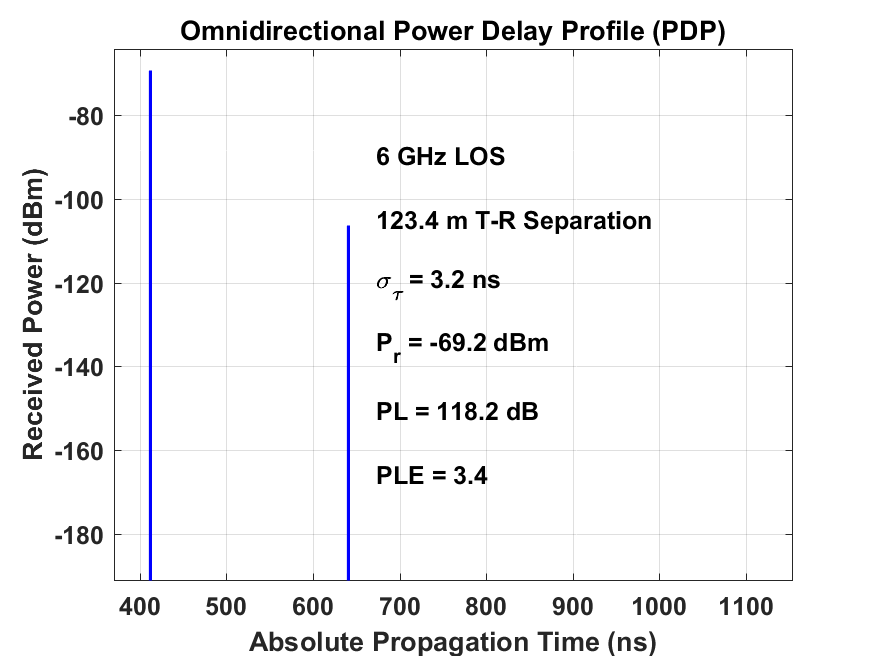 Omnidirectional Power Delay Profile (PDP)
Received Power (dBm)
-80
-100
-120
-140
-160
-180
6 GHz LOS
123.4 m T-R Separation
σ_τ = 3.2 ns
P_r = -69.2 dBm
PL = 118.2 dB
PLE = 3.4
400 500 600 700 800 900 1000 1100
Absolute Propagation Time (ns)